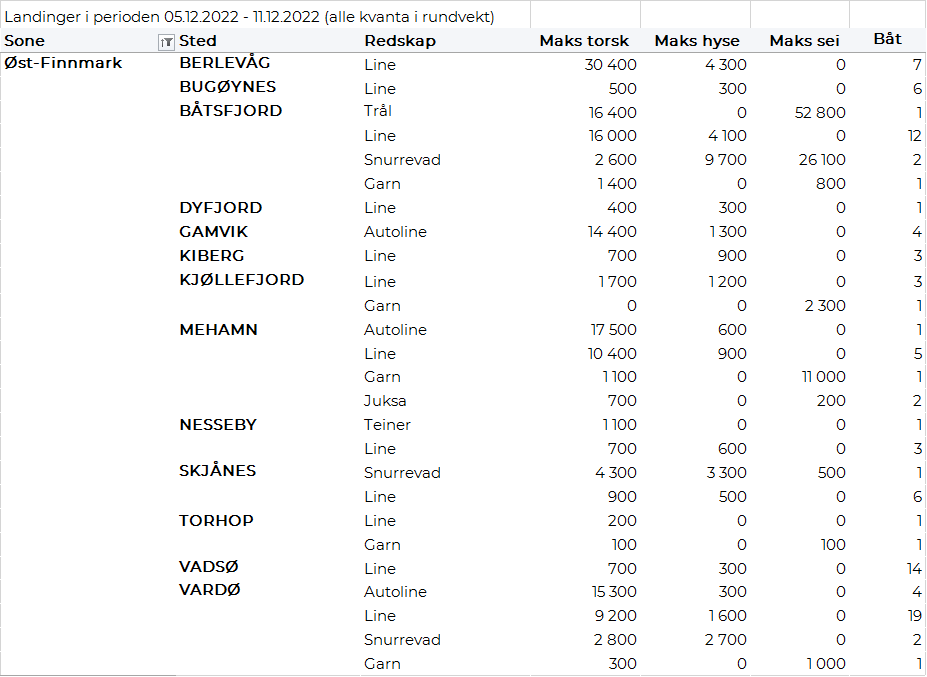 Landinger i perioden 05.12.2022 - 11.12.2022 (alle kvanta i rundvekt)
Sone Sted Redskap Maks torsk Maks hyse Maks sei Båt
Øst-Finnmark BERLEVÅG Line 30 400 4 300 0 7
BUGØYNES Line 500 300 0 6
BÅTSFJORD Trål 16 400 0 52 800 1
Line 16 000 4 100 0 12
Snurrevad 2 600 9 700 26 100 2
Garn 1 400 0 800 1
DYFJORD Line 400 300 0 1
GAMVIK Autoline 14 400 1 300 0 4
KIBERG Line 700 900 0 3
KJØLLEFJORD Line 1 700 1 200 0 3
Garn 0 0 2 300 1
MEHAMN Autoline 17 500 600 0 1
Line 10 400 900 0 5
Garn 1 100 0 11 000 1
Juksa 700 0 200 2
NESSEBY Teiner 1 100 0 0 1
Line 700 600 0 3
SKJÅNES Snurrevad 4 300 3 300 500 1
Line 900 500 0 6
TORHOP Line 200 0 0 1
Garn 100 0 100 1
VADSØ Line 700 300 0 14
VARDØ Autoline 15 300 300 0 4
Line 9 200 1 600 0 19
Snurrevad 2 800 2 700 0 2
Garn 300 0 1 000 1